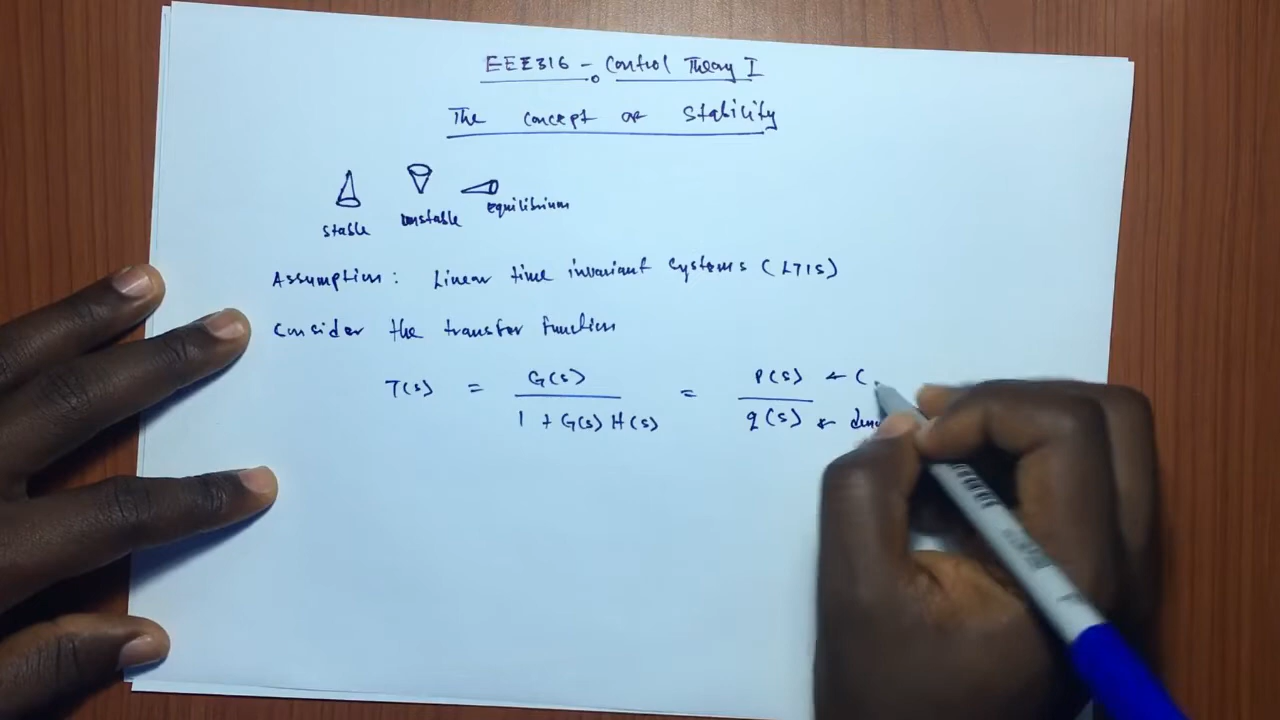 EEE316 - Control Theory I
The concept of Stability
stable unstable equilibrium
Assumption: Linear time invariant Systems (LTIS)
Consider the transfer function
T(s) = G(s) / 1 + G(s) H(s) = P(s) / q(s)
← (
←